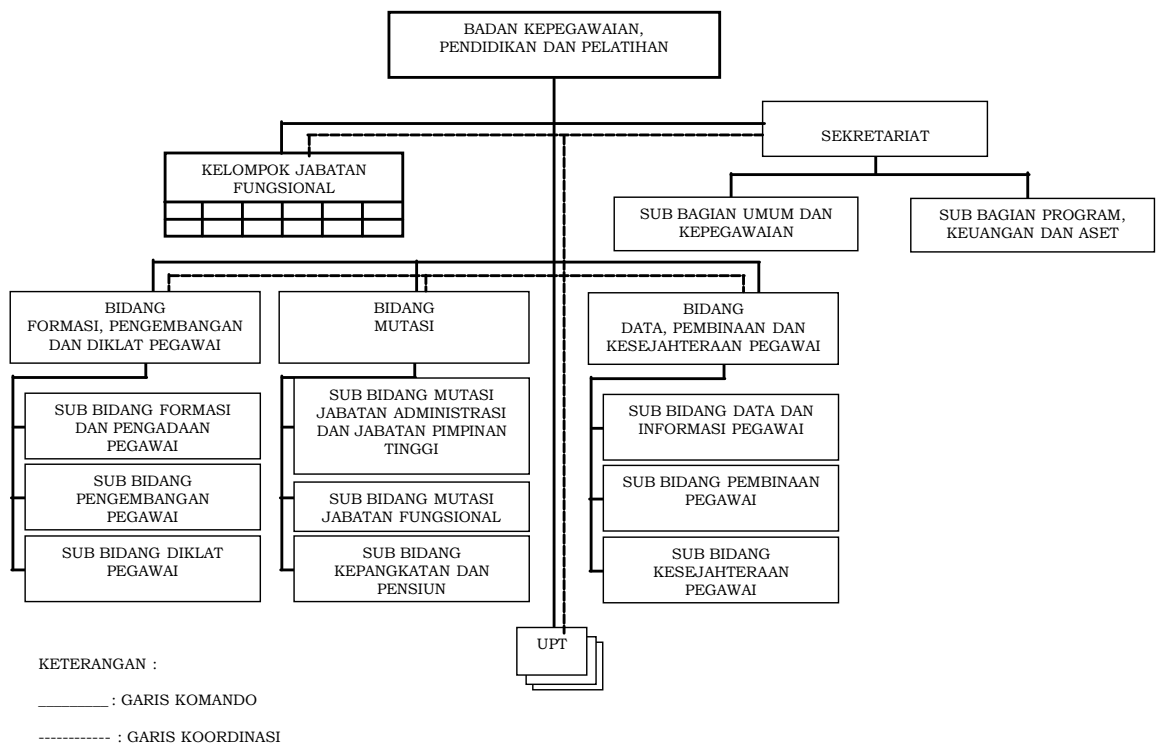 BADAN KEPEGAWAIAN,
PENDIDIKAN DAN PELATIHAN
SEKRETARIAT
KELOMPOK JABATAN
FUNGSIONAL
SUB BAGIAN UMUM DAN
KEPEGAWAIAN
SUB BAGIAN PROGRAM,
KEUANGAN DAN ASET
BIDANG
FORMASI, PENGEMBANGAN
DAN DIKLAT PEGAWAI
BIDANG
MUTASI
BIDANG
DATA, PEMBINAAN DAN
KESEJAHTERAAN PEGAWAI
SUB BIDANG FORMASI
DAN PENGADAAN
PEGAWAI
SUB BIDANG
PENGEMBANGAN
PEGAWAI
SUB BIDANG DIKLAT
PEGAWAI
SUB BIDANG MUTASI
JABATAN ADMINISTRASI
DAN JABATAN PIMPINAN
TINGGI
SUB BIDANG MUTASI
JABATAN FUNGSIONAL
SUB BIDANG
KEPANGKATAN DAN
PENSIUN
SUB BIDANG DATA DAN
INFORMASI PEGAWAI
SUB BIDANG PEMBINAAN
PEGAWAI
SUB BIDANG
KESEJAHTERAAN
PEGAWAI
UPT
KETERANGAN :
_________ : GARIS KOMANDO
------------ : GARIS KOORDINASI